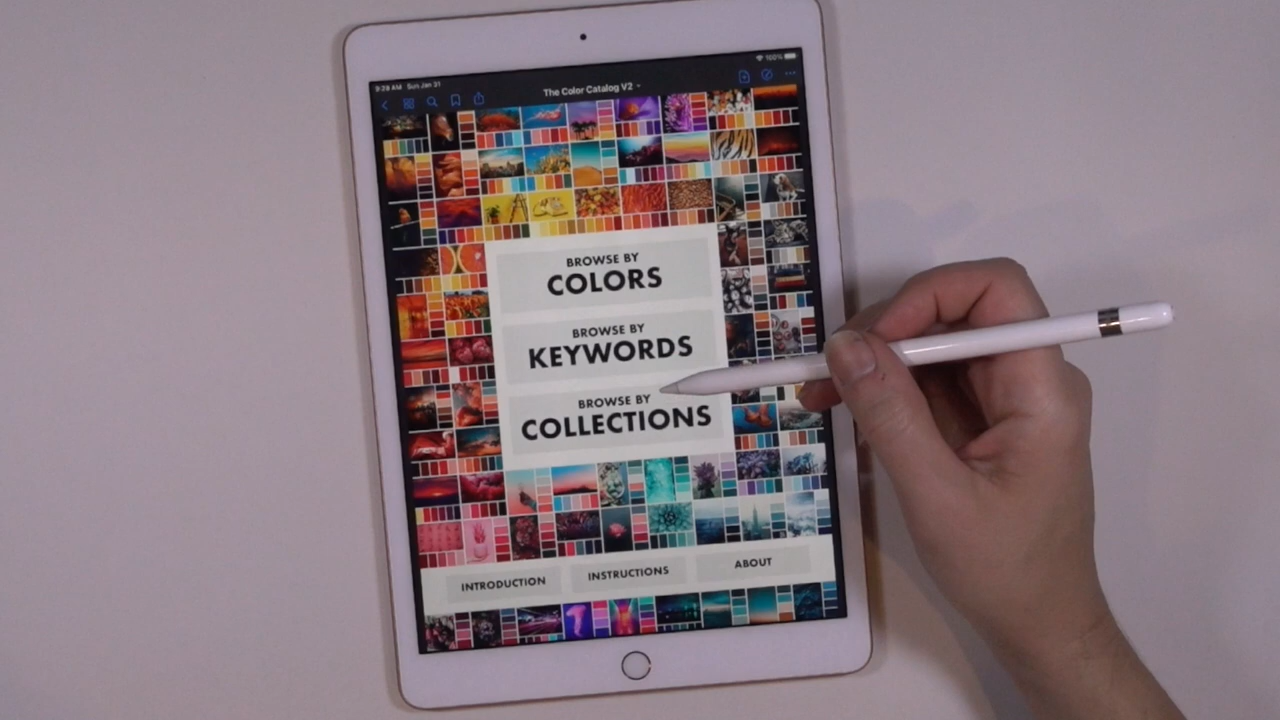 9:28 AM Sun Jan 31
100%
The Color Catalog V2
BROWSE BY
COLORS
BROWSE BY
KEYWORDS
BROWSE BY
COLLECTIONS
INTRODUCTION
INSTRUCTIONS
ABOUT